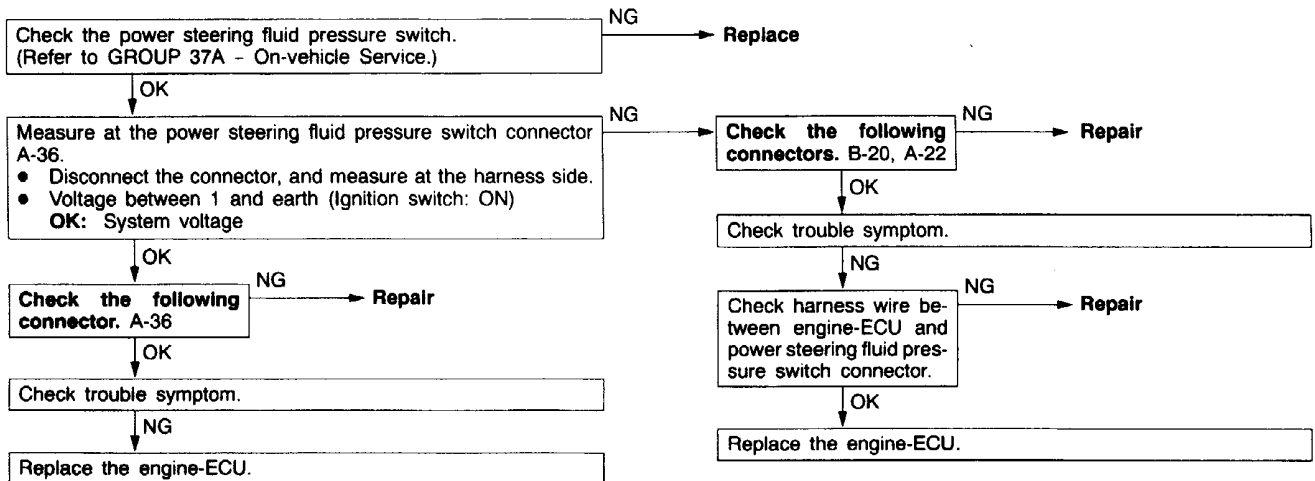 Check the power steering fluid pressure switch.
(Refer to GROUP 37A – On-vehicle Service.)
NG
Replace
OK
Measure at the power steering fluid pressure switch connector
A-36.
● Disconnect the connector, and measure at the harness side.
● Voltage between 1 and earth (Ignition switch: ON)
OK: System voltage
NG
Check the following
connectors. B-20, A-22
NG
Repair
OK
Check trouble symptom.
NG
Check harness wire be-
tween engine-ECU and
power steering fluid pres-
sure switch connector.
NG
Repair
OK
Replace the engine-ECU.
OK
Check the following
connector. A-36
NG
Repair
OK
Check trouble symptom.
NG
Replace the engine-ECU.